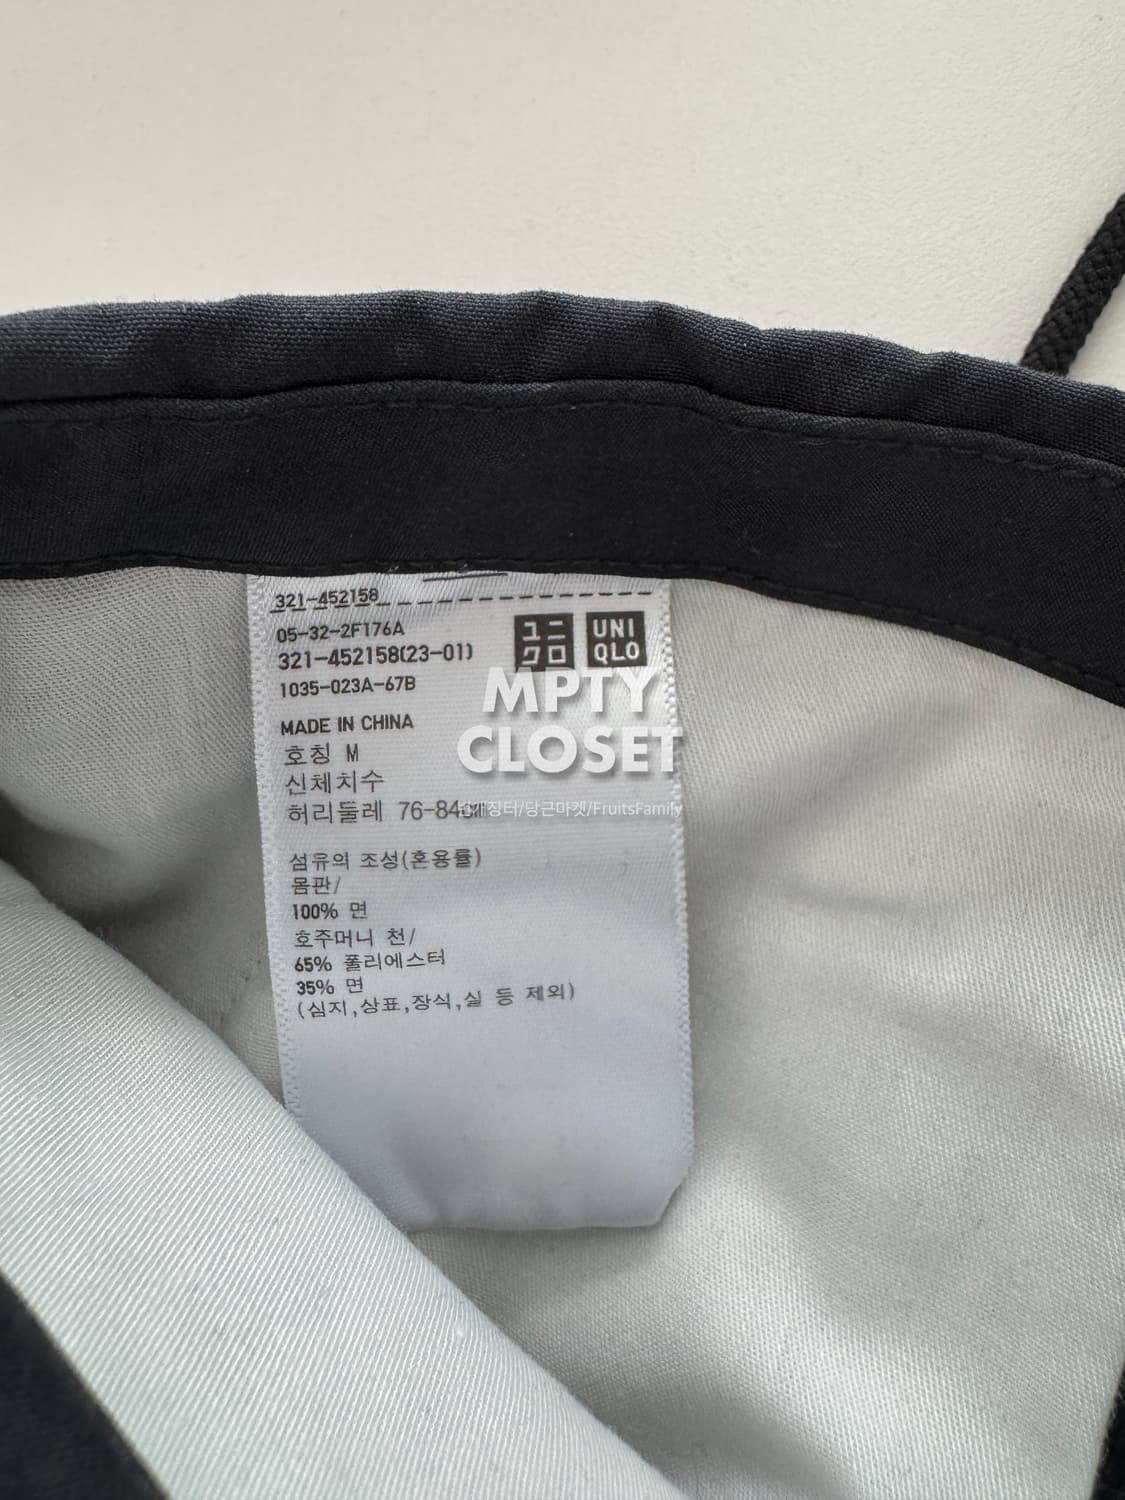 321-452158
05-32-2F176A
321-452158(23-01)
1035-023A-67B
ユニ
クロ
UNI
QLO
MPTY
CLOSET
MADE IN CHINA
호칭 M
신체치수
허리둘레 76-84cm
번개장터/당근마켓/FruitsFamily
섬유의 조성(혼용률)
몸판/
100% 면
호주머니 천/
65% 폴리에스터
35% 면
(심지,상표,장식,실 등 제외)